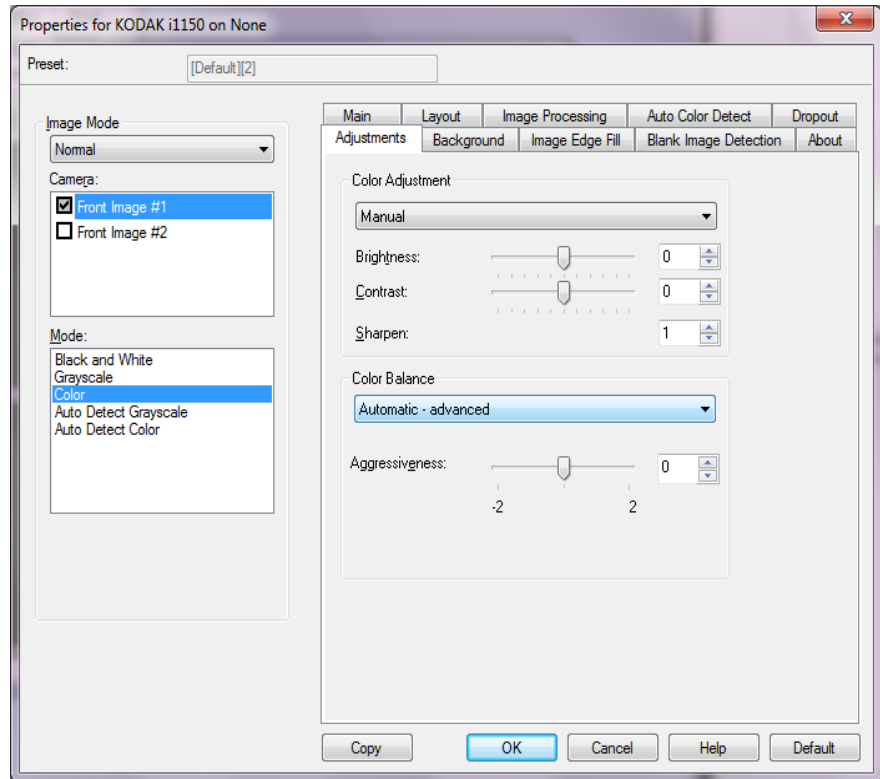 Properties for KODAK i1150 on None
Preset: [Default][2]
Image Mode
Normal
Camera:
Front Image #1
Front Image #2
Mode:
Black and White
Grayscale
Color
Auto Detect Grayscale
Auto Detect Color
Main Layout Image Processing Auto Color Detect Dropout
Adjustments Background Image Edge Fill Blank Image Detection About
Color Adjustment
Manual
Brightness: 0
Contrast: 0
Sharpen: 1
Color Balance
Automatic - advanced
Aggressiveness: 0
-2 2
Copy OK Cancel Help Default